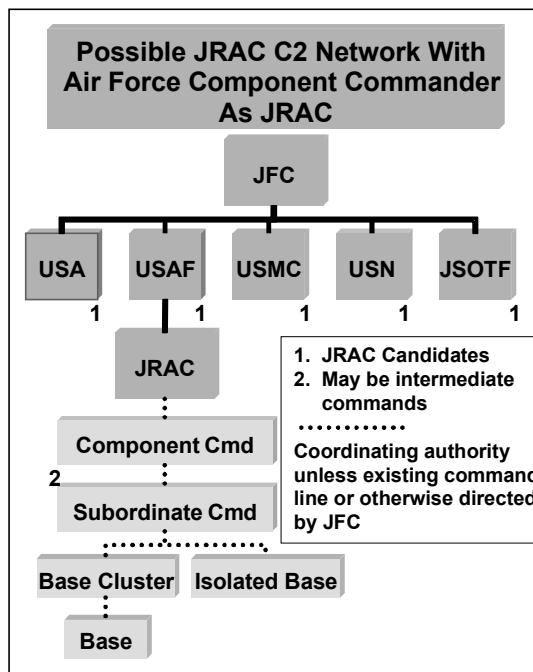 Possible JRAC C2 Network With
Air Force Component Commander
As JRAC
JFC
USA
USAF
USMC
USN
JSOTF
1
1
1
1
1
JRAC
1. JRAC Candidates
2. May be intermediate
commands
Coordinating authority
unless existing command
line or otherwise directed
by JFC
Component Cmd
2
Subordinate Cmd
Base Cluster
Isolated Base
Base